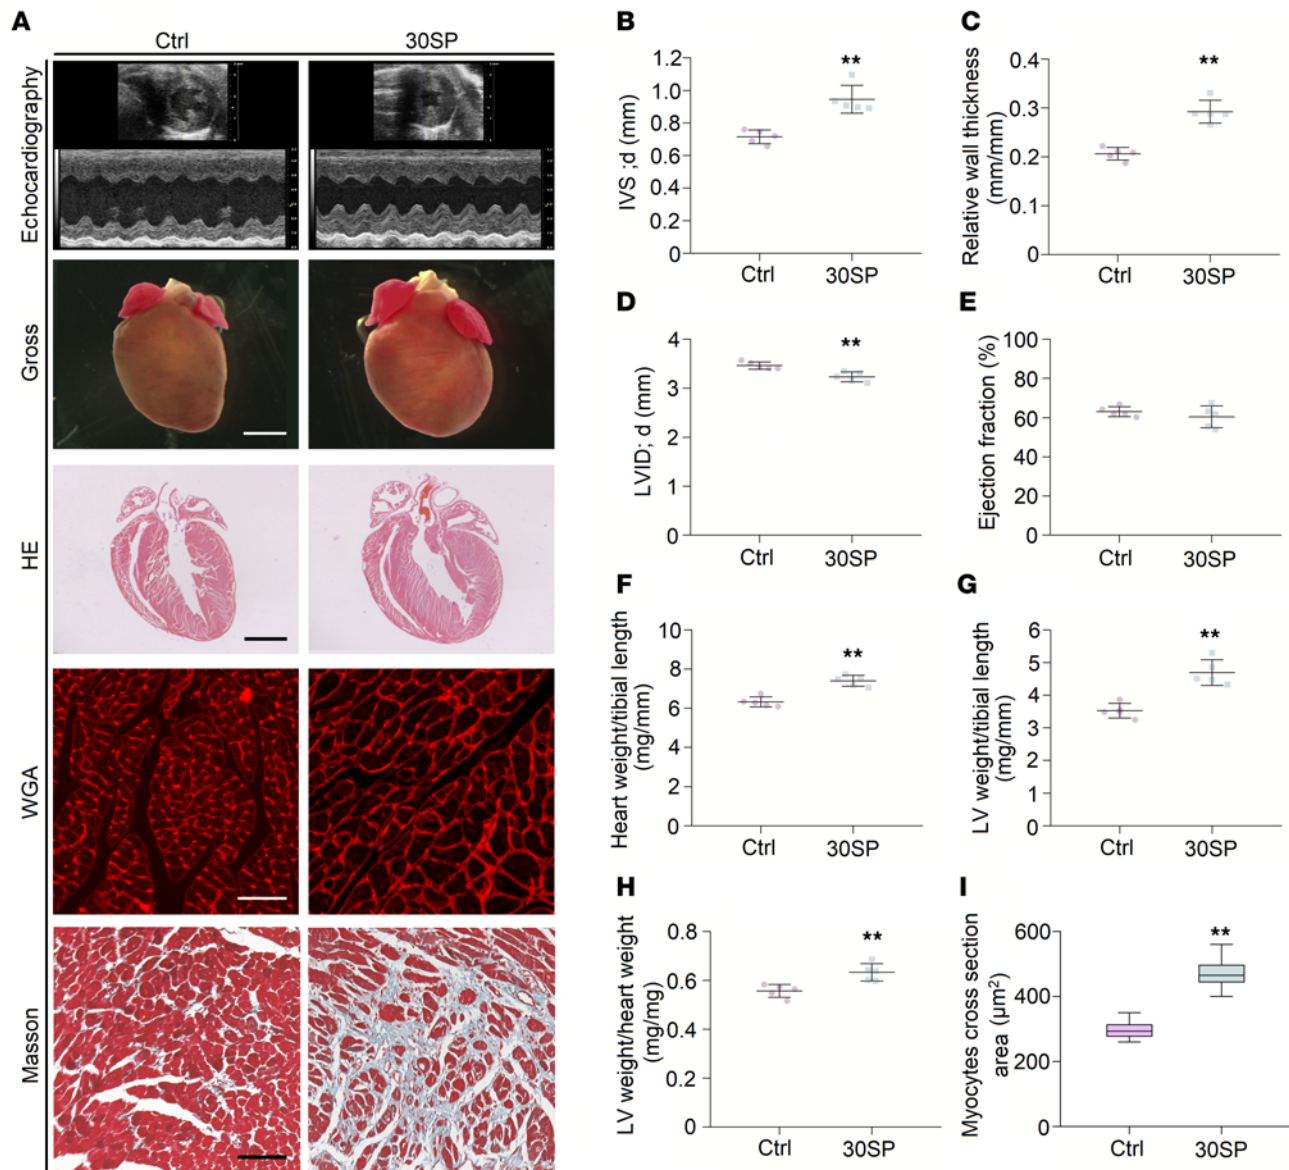 A
Ctrl
30SP
Echocardiography
Gross
HE
WGA
Masson
B
IVS ;d (mm)
1.2
1.0
0.8
0.6
0.4
0.2
0
**
Ctrl
30SP
C
Relative wall thickness
(mm/mm)
0.4
0.3
0.2
0.1
0
**
Ctrl
30SP
D
LVID; d (mm)
4
3
2
1
0
**
Ctrl
30SP
E
Ejection fraction (%)
100
80
60
40
20
0
Ctrl
30SP
F
Heart weight/tibial length
(mg/mm)
10
8
6
4
2
0
**
Ctrl
30SP
G
LV weight/tibial length
(mg/mm)
6
5
4
3
2
1
0
**
Ctrl
30SP
H
LV weight/heart weight
(mg/mg)
0.8
0.6
0.4
0.2
0
**
Ctrl
30SP
I
Myocytes cross section
area (µm²)
600
400
200
0
**
Ctrl
30SP